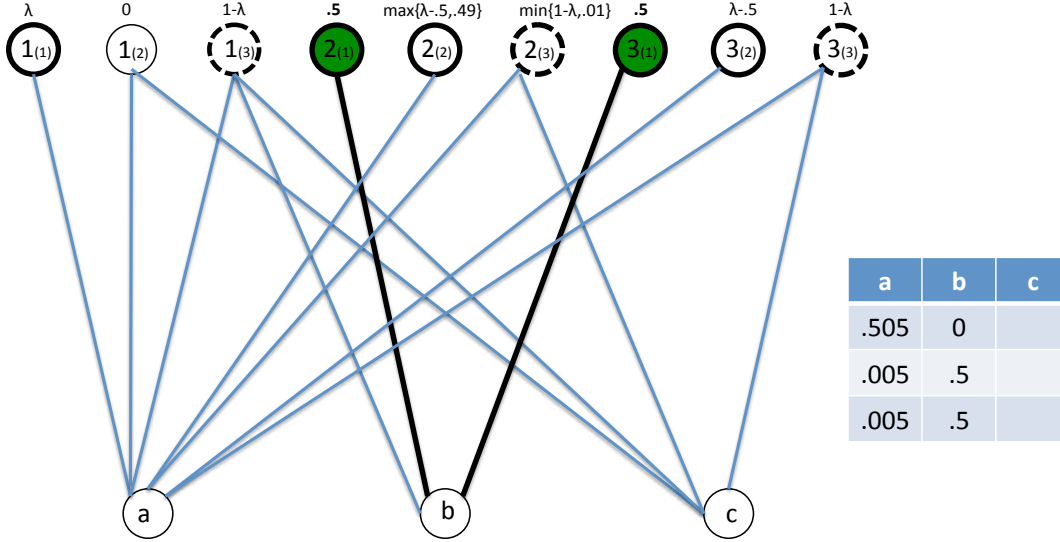 λ 0 1-λ .5 max{λ-.5,.49} min{1-λ,.01} .5 λ-.5 1-λ
1(1) 1(2) 1(3) 2(1) 2(2) 2(3) 3(1) 3(2) 3(3)
a b c
.505 0
.005 .5
.005 .5
a b c